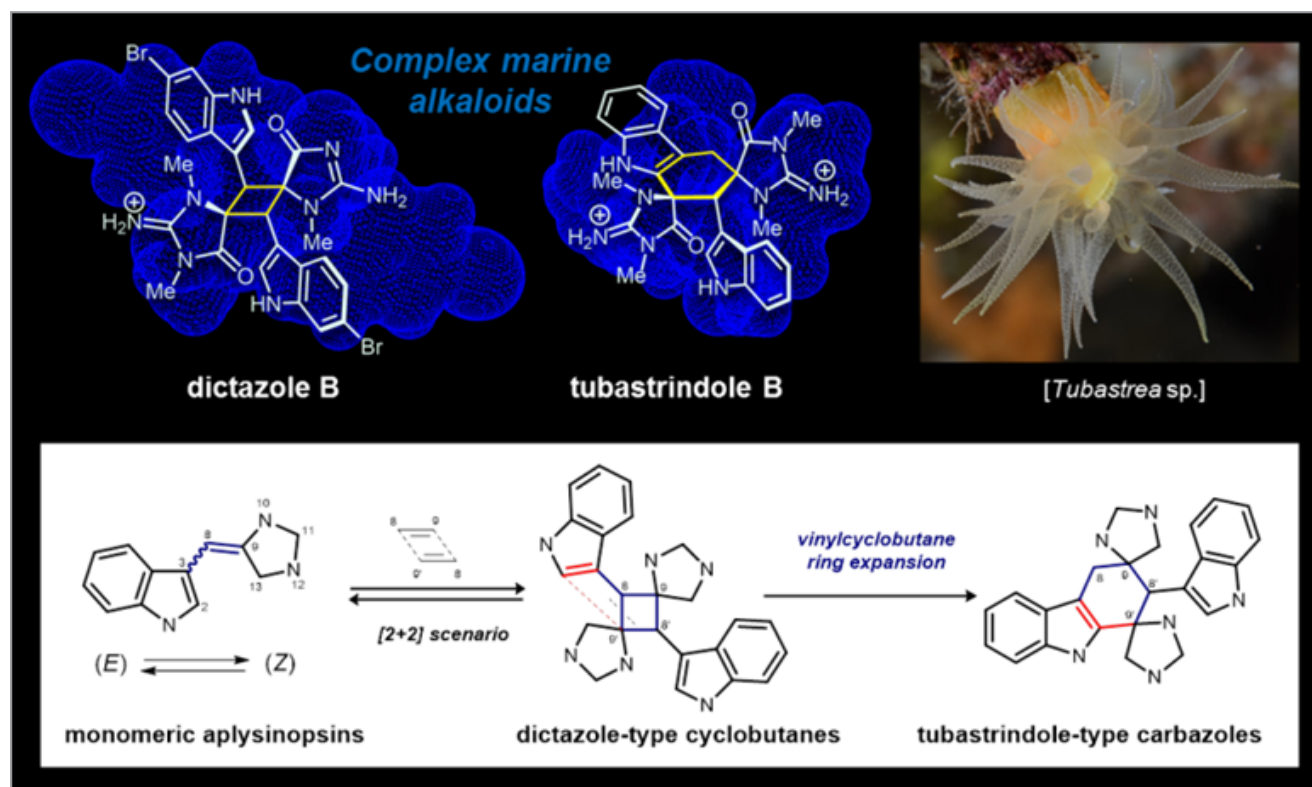 Complex marine
alkaloids
Br
NH
O
N
NH2
N
Me
Me
N
⊕
H2N
N
Me
O
HN
Br
O
Me
N
⊕
NH2
N
Me
HN
Me
N
⊕
H2N
N
Me
O
HN
dictazole B
tubastrindole B
[Tubastrea sp.]
10
N
11
8
9
N
12
13
3
2
N
(E)
(Z)
monomeric aplysinopsins
8
9
9'
8
[2+2] scenario
N
N
N
8
9
9'
8'
N
N
N
dictazole-type cyclobutanes
vinylcyclobutane
ring expansion
N
N
8
9
8'
9'
N
N
N
N
tubastrindole-type carbazoles